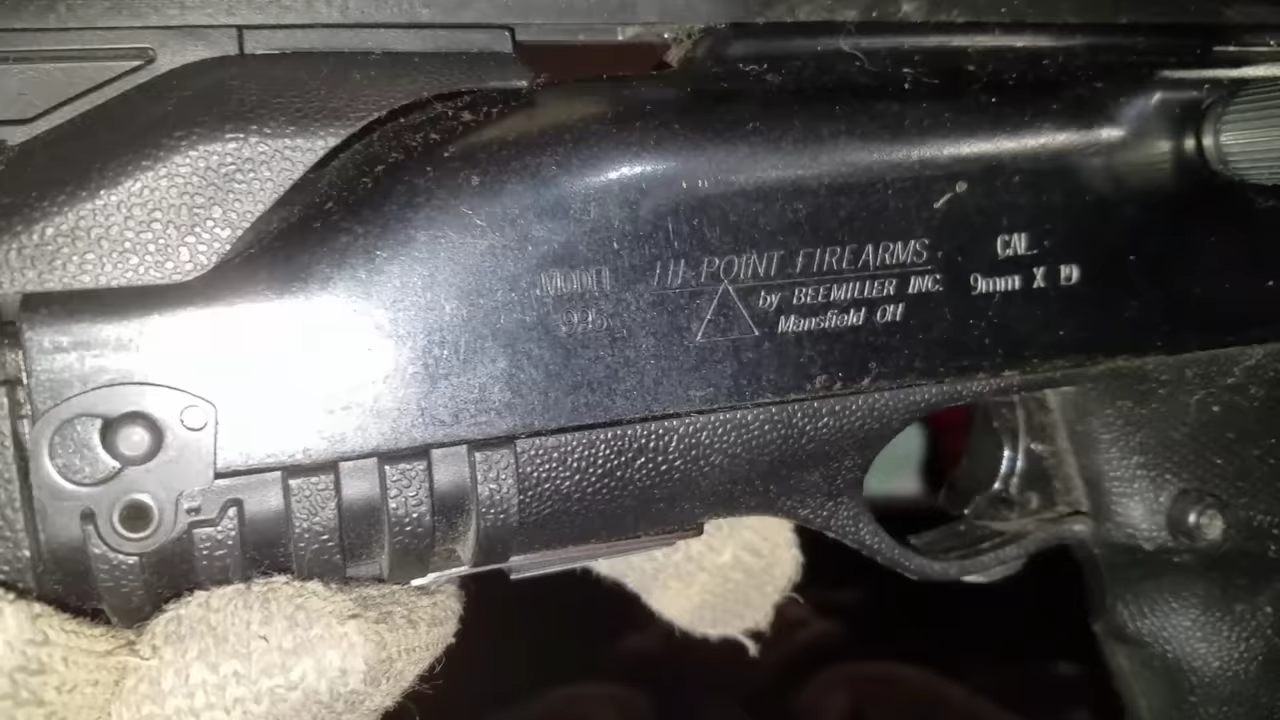 MODEL
995
HI-POINT FIREARMS
by BEEMILLER INC.
Mansfield OH
CAL.
9mm X 19